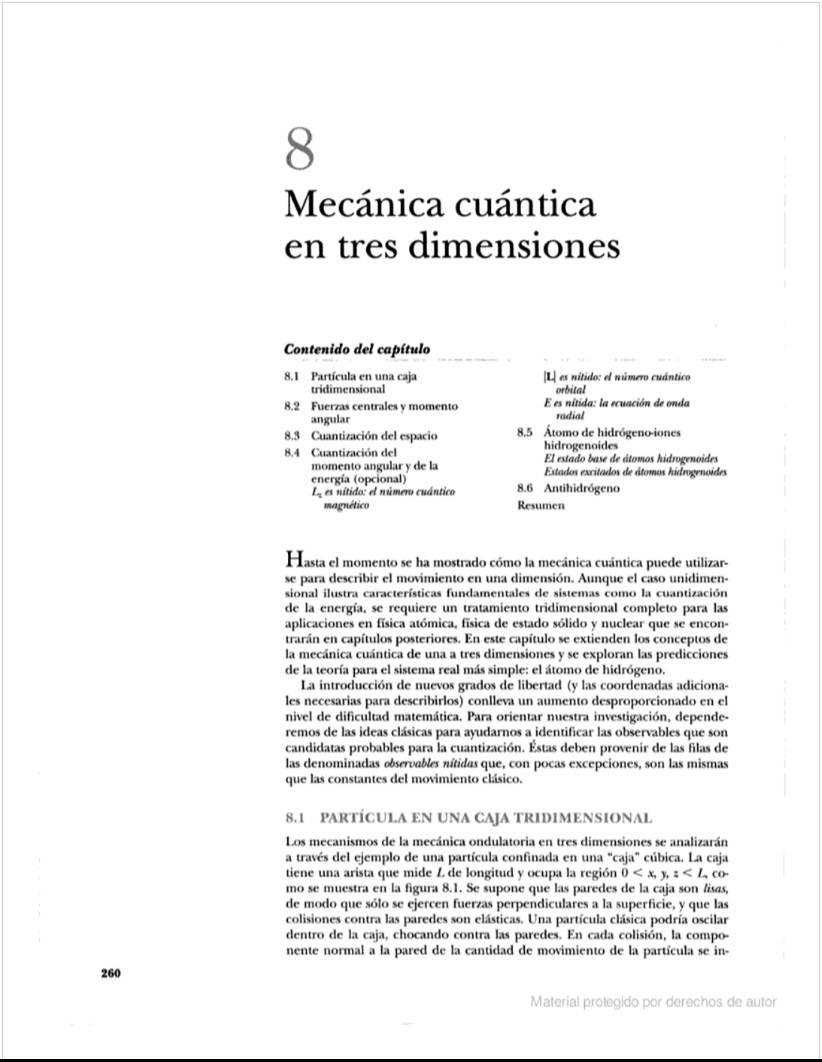 8
Mecánica cuántica
en tres dimensiones
Contenido del capítulo
8.1 Partícula en una caja
tridimensional
8.2 Fuerzas centrales y momento
angular
8.3 Cuantización del espacio
8.4 Cuantización del
momento angular y de la
energía (opcional)
L_z es nítido: el número cuántico
magnético
|L| es nítido: el número cuántico
orbital
E es nítida: la ecuación de onda
radial
8.5 Átomo de hidrógeno-iones
hidrogenoides
El estado base de átomos hidrogenoides
Estados excitados de átomos hidrogenoides
8.6 Antihidrógeno
Resumen
Hasta el momento se ha mostrado cómo la mecánica cuántica puede utilizar-
se para describir el movimiento en una dimensión. Aunque el caso unidimen-
sional ilustra características fundamentales de sistemas como la cuantización
de la energía, se requiere un tratamiento tridimensional completo para las
aplicaciones en física atómica, física de estado sólido y nuclear que se encon-
trarán en capítulos posteriores. En este capítulo se extienden los conceptos de
la mecánica cuántica de una a tres dimensiones y se exploran las predicciones
de la teoría para el sistema real más simple: el átomo de hidrógeno.
La introducción de nuevos grados de libertad (y las coordenadas adiciona-
les necesarias para describirlos) conlleva un aumento desproporcionado en el
nivel de dificultad matemática. Para orientar nuestra investigación, depende-
remos de las ideas clásicas para ayudarnos a identificar las observables que son
candidatas probables para la cuantización. Éstas deben provenir de las filas de
las denominadas observables nítidas que, con pocas excepciones, son las mismas
que las constantes del movimiento clásico.
8.1 PARTÍCULA EN UNA CAJA TRIDIMENSIONAL
Los mecanismos de la mecánica ondulatoria en tres dimensiones se analizarán
a través del ejemplo de una partícula confinada en una "caja" cúbica. La caja
tiene una arista que mide L de longitud y ocupa la región 0 < x, y, z < L, co-
mo se muestra en la figura 8.1. Se supone que las paredes de la caja son lisas,
de modo que sólo se ejercen fuerzas perpendiculares a la superficie, y que las
colisiones contra las paredes son elásticas. Una partícula clásica podría oscilar
dentro de la caja, chocando contra las paredes. En cada colisión, la compo-
nente normal a la pared de la cantidad de movimiento de la partícula se in-
260
Material protegido por derechos de autor